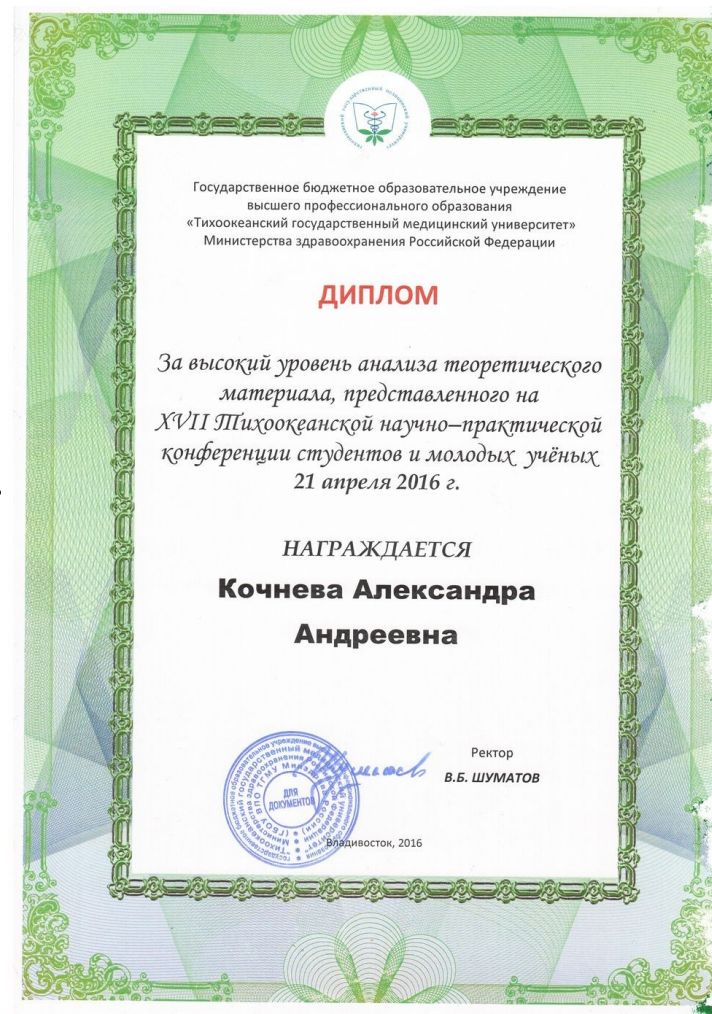 Государственное бюджетное образовательное учреждение
высшего профессионального образования
«Тихоокеанский государственный медицинский университет»
Министерства здравоохранения Российской Федерации
ДИПЛОМ
За высокий уровень анализа теоретического
материала, представленного на
XVII Тихоокеанской научно–практической
конференции студентов и молодых учёных
21 апреля 2016 г.
НАГРАЖДАЕТСЯ
Кочнева Александра
Андреевна
Ректор
В.Б. ШУМАТОВ
ДЛЯ
ДОКУМЕНТОВ
Владивосток, 2016